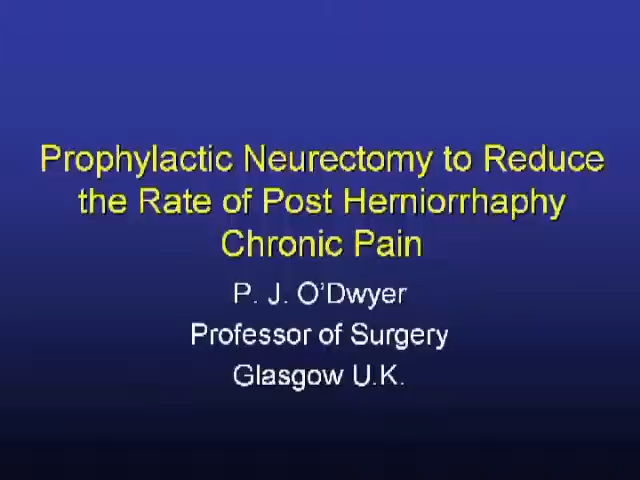 Prophylactic Neurectomy to Reduce
the Rate of Post Herniorrhaphy
Chronic Pain
P. J. O'Dwyer
Professor of Surgery
Glasgow U.K.